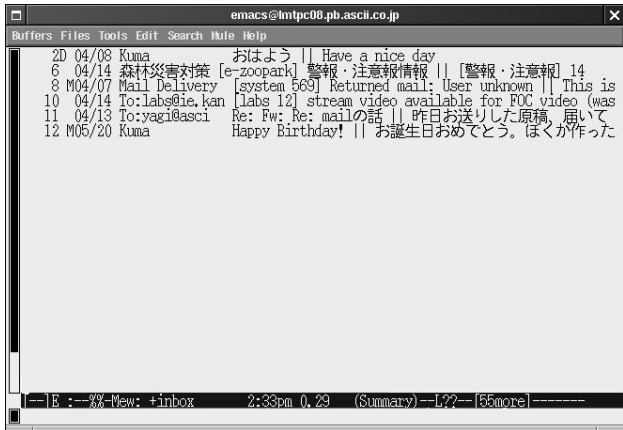 emacs@lmtpc08.pb.ascii.co.jp
Buffers Files Tools Edit Search Mule Help
2D 04/08 Kuma おはよう || Have a nice day
6 04/14 森林災害対策 [e-zoopark] 警報・注意報情報 || [警報・注意報] 14
8 M04/07 Mail Delivery [system 569] Returned mail: User unknown || This is
10 04/14 To:labs@ie.kan [labs 12] stream video available for FOC video (was
11 04/13 To:yagi@asci Re: Fw: Re: mailの話 || 昨日お送りした原稿、届いて
12 M05/20 Kuma Happy Birthday! || お誕生日おめでとう。ぼくが作った
[--]E :--%%-Mew: +inbox 2:33pm 0.29 (Summary)--L??--[55more]-------